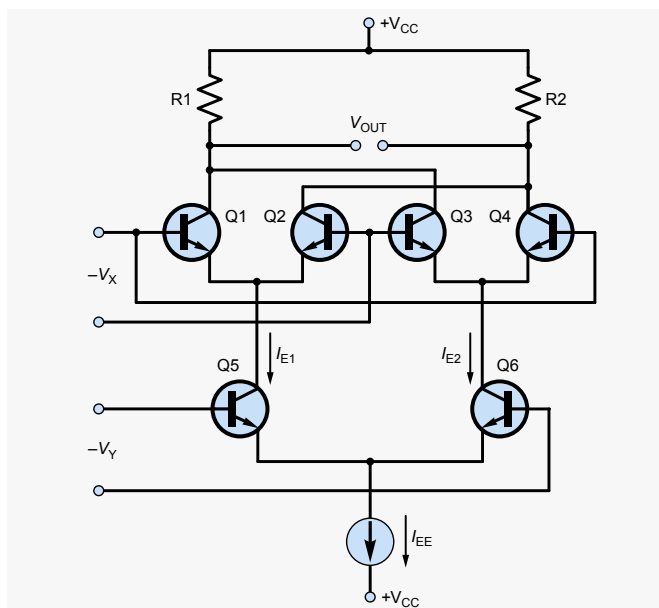 +VCC
R1
R2
VOUT
Q1
Q2
Q3
Q4
–VX
IE1
IE2
Q5
Q6
–VY
IEE
+VCC